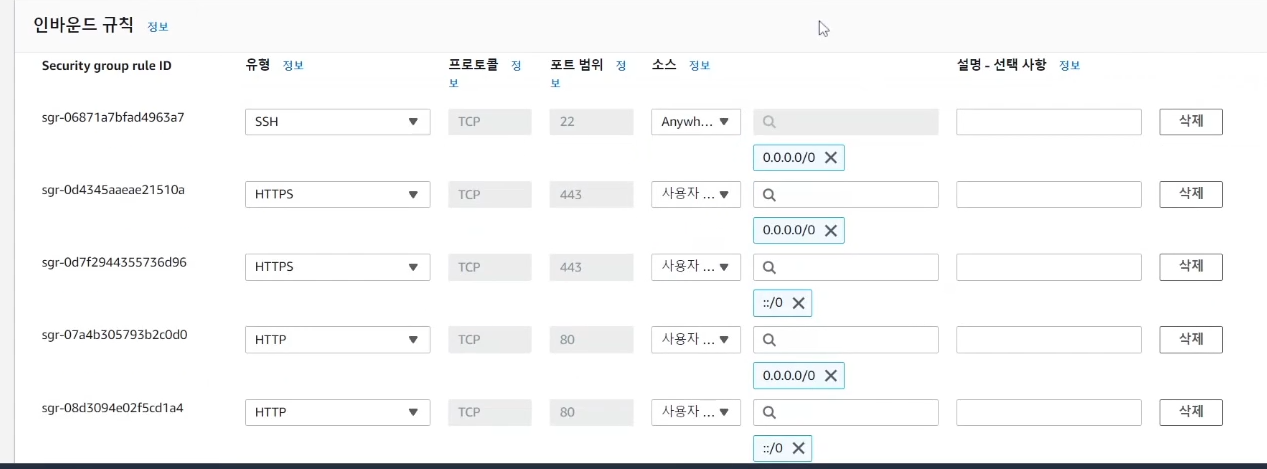 인바운드 규칙 정보
Security group rule ID 유형 정보 프로토콜 정보 포트 범위 정보 소스 정보 설명 - 선택 사항 정보
sgr-06871a7bfad4963a7 SSH TCP 22 Anywh... 삭제
0.0.0.0/0
sgr-0d4345aaeae21510a HTTPS TCP 443 사용자 ... 삭제
0.0.0.0/0
sgr-0d7f2944355736d96 HTTPS TCP 443 사용자 ... 삭제
::/0
sgr-07a4b305793b2c0d0 HTTP TCP 80 사용자 ... 삭제
0.0.0.0/0
sgr-08d3094e02f5cd1a4 HTTP TCP 80 사용자 ... 삭제
::/0